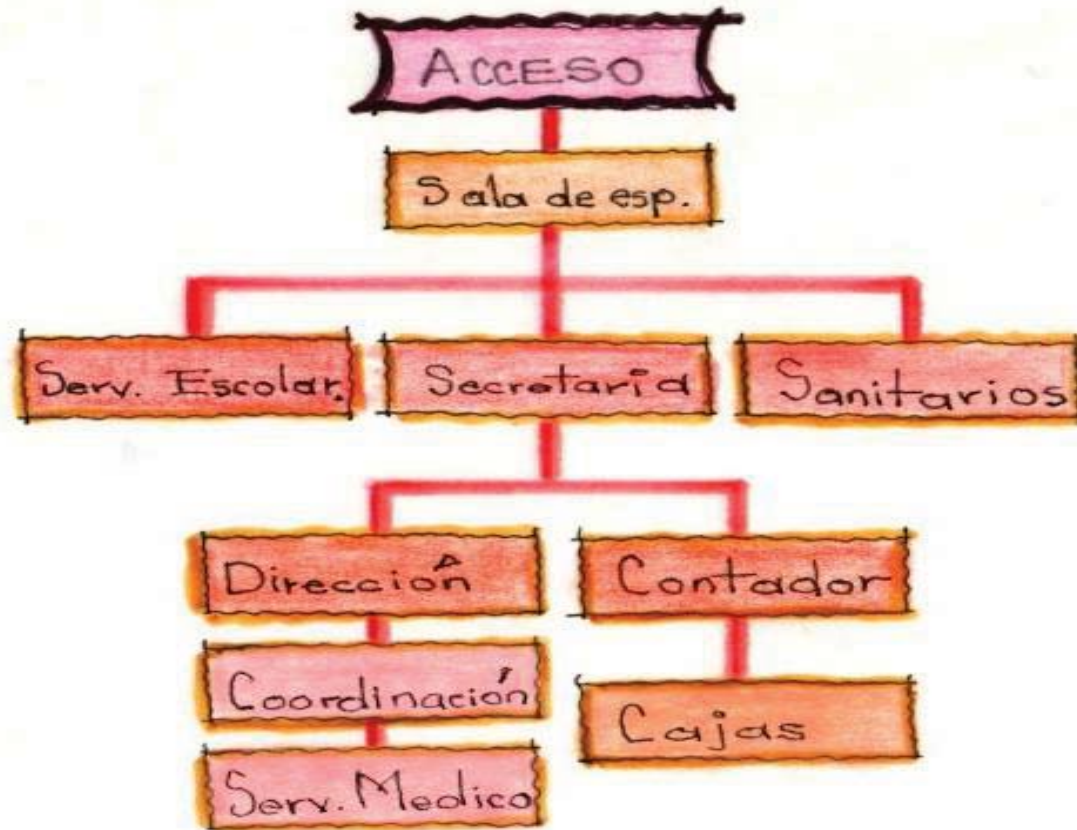 ACCESO
Sala de esp.
Serv. Escolar.
Secretaria
Sanitarios
Dirección
Contador
Coordinación
Cajas
Serv. Medico